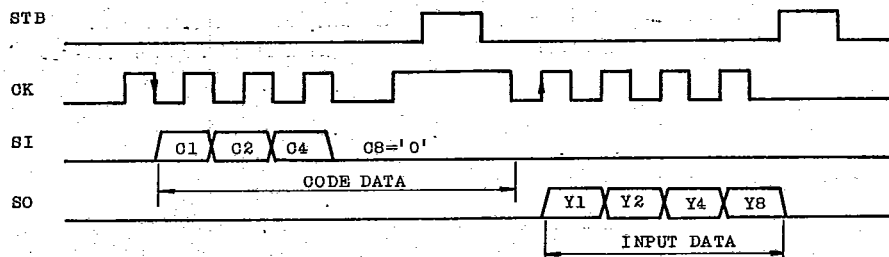 STB
CK
SI C1 C2 C4 C8='0'
CODE DATA
SO Y1 Y2 Y4 Y8
INPUT DATA